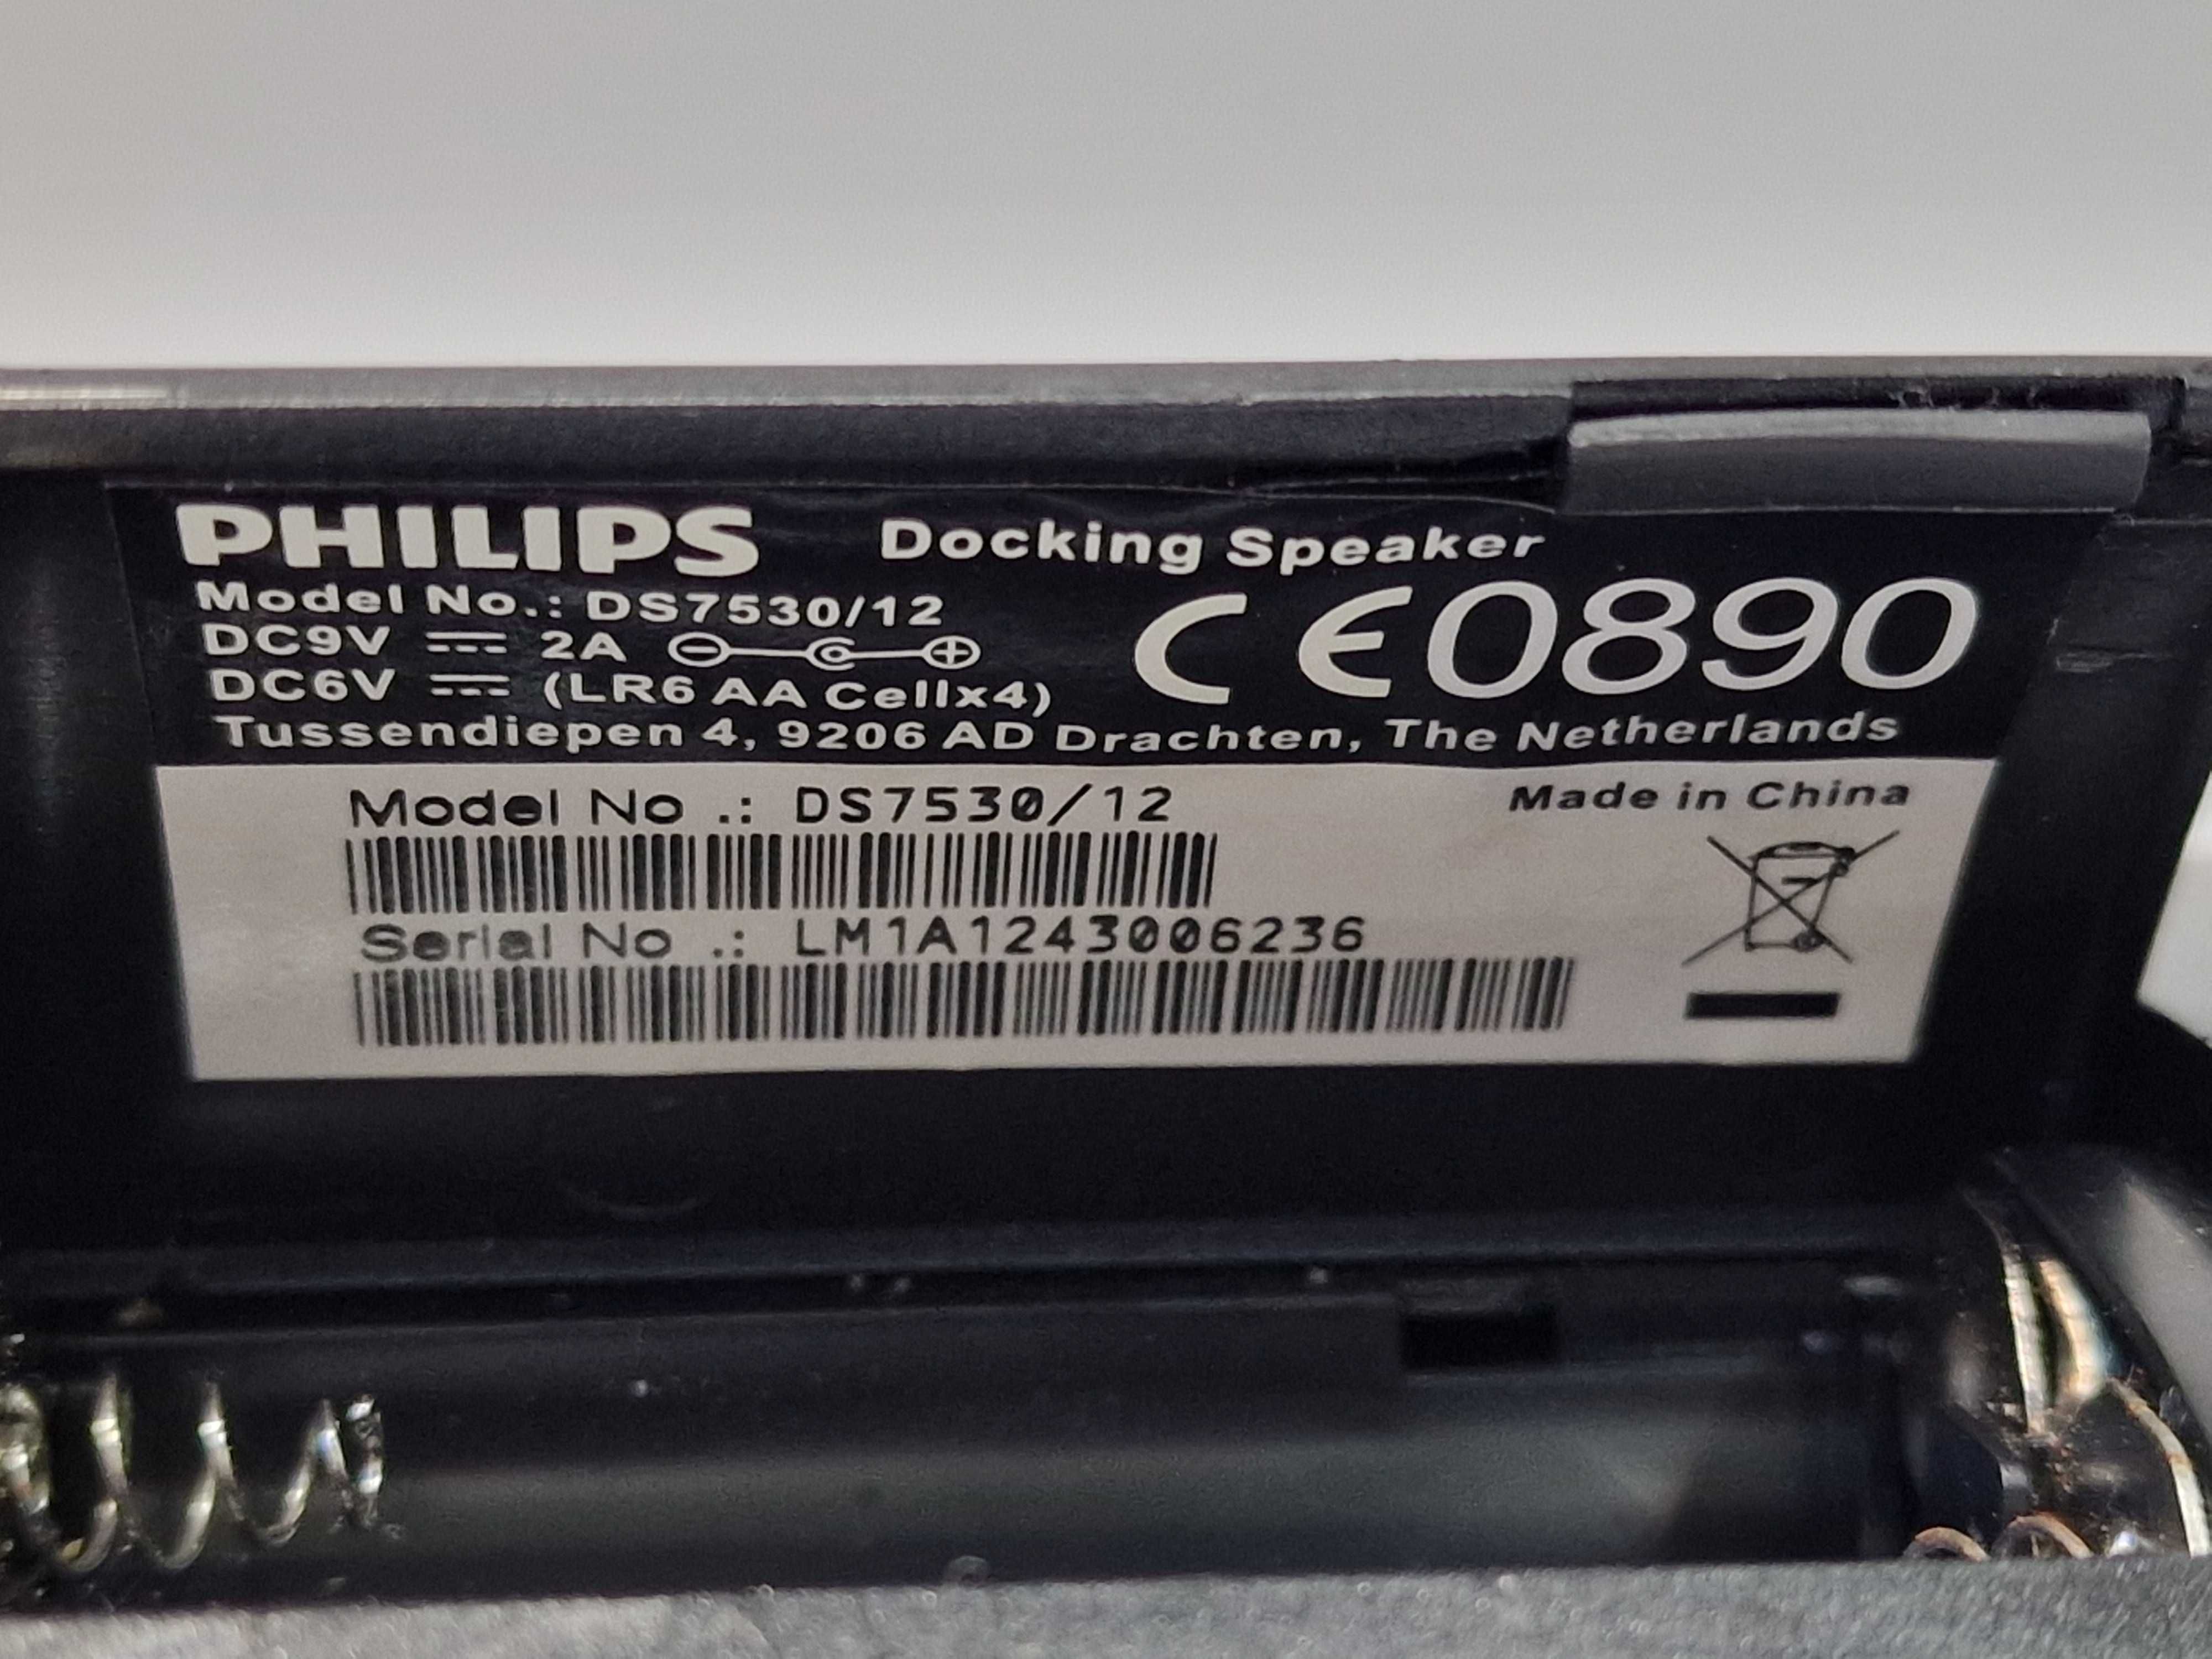 PHILIPS Docking Speaker
Model No.: DS7530/12
DC9V 2A
DC6V (LR6 AA Cellx4)
CE0890
Tussendiepen 4, 9206 AD Drachten, The Netherlands
Model No .: DS7530/12
Made in China
Serial No .: LM1A1243006236